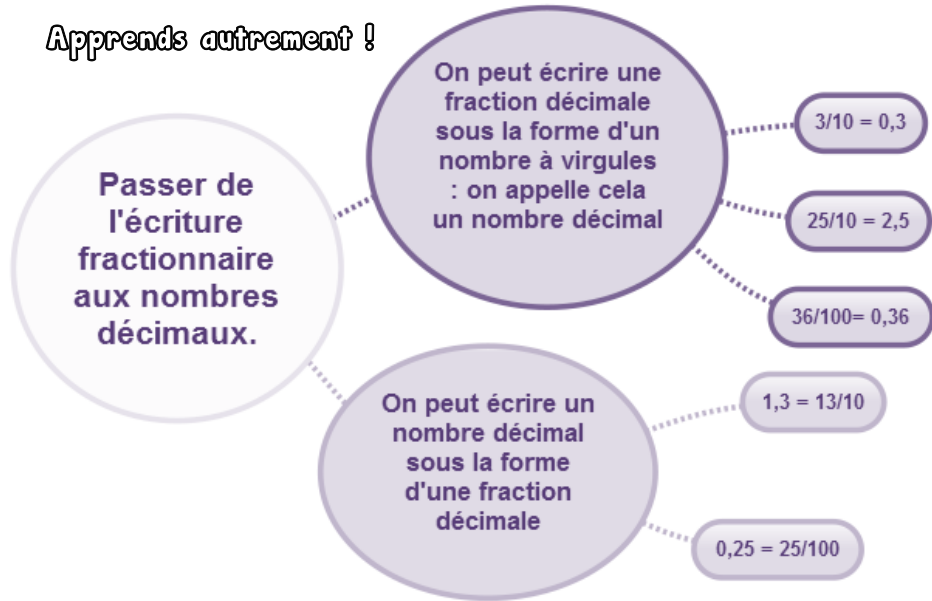 Apprends autrement !
Passer de
l'écriture
fractionnaire
aux nombres
décimaux.
On peut écrire une
fraction décimale
sous la forme d'un
nombre à virgules
: on appelle cela
un nombre décimal
3/10 = 0,3
25/10 = 2,5
36/100= 0,36
On peut écrire un
nombre décimal
sous la forme
d'une fraction
décimale
1,3 = 13/10
0,25 = 25/100